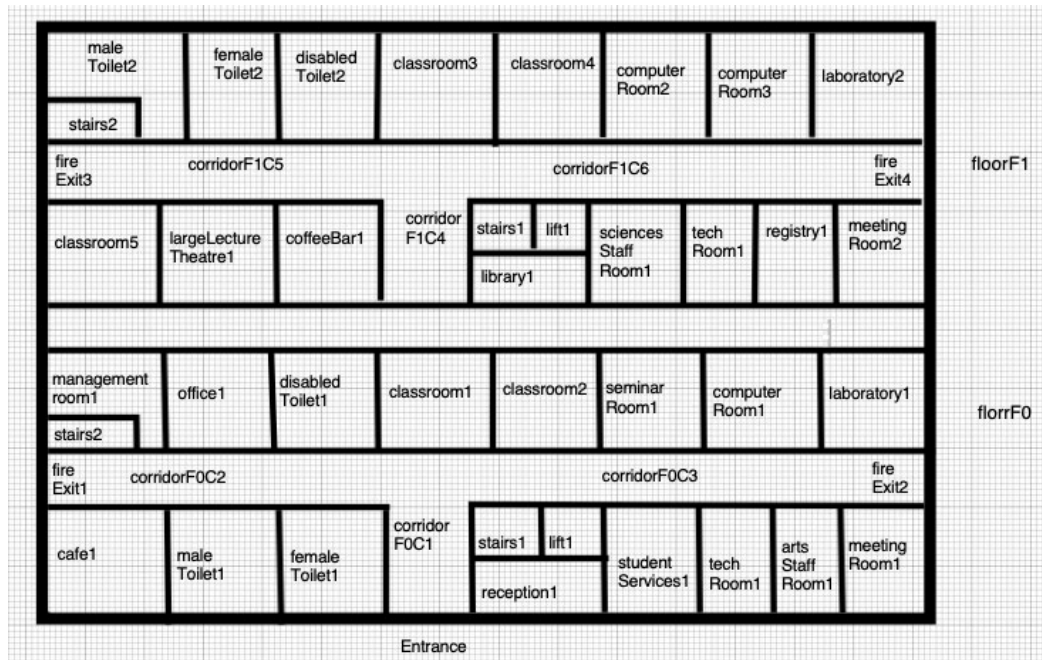 male
Toilet2
female
Toilet2
disabled
Toilet2
classroom3
classroom4
computer
Room2
computer
Room3
laboratory2
stairs2
fire
Exit3
corridorF1C5
corridorF1C6
fire
Exit4
floorF1
classroom5
largeLecture
Theatre1
coffeeBar1
corridor
F1C4
stairs1
lift1
library1
sciences
Staff
Room1
tech
Room1
registry1
meeting
Room2
management
room1
office1
disabled
Toilet1
classroom1
classroom2
seminar
Room1
computer
Room1
laboratory1
stairs2
florrF0
fire
Exit1
corridorF0C2
corridorF0C3
fire
Exit2
cafe1
male
Toilet1
female
Toilet1
corridor
F0C1
stairs1
lift1
reception1
student
Services1
tech
Room1
arts
Staff
Room1
meeting
Room1
Entrance